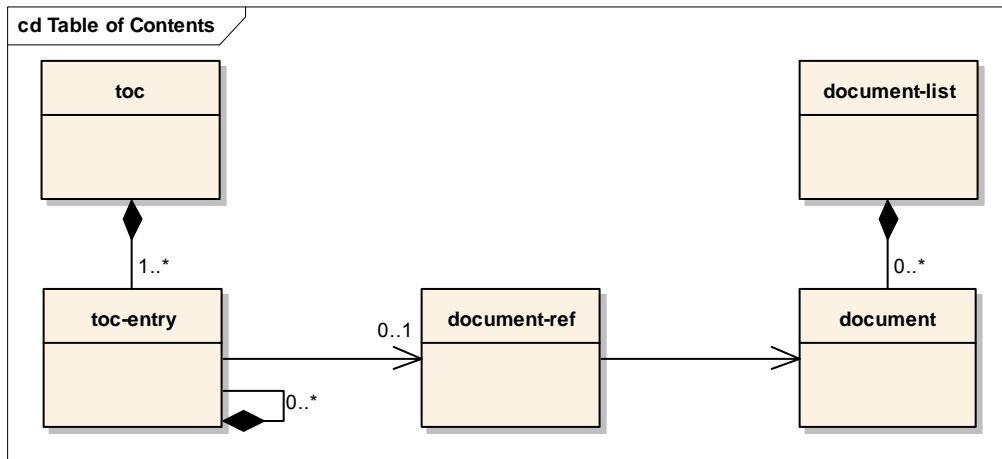 cd Table of Contents
toc
document-list
1..*
0..*
toc-entry
document-ref
document
0..1
0..*